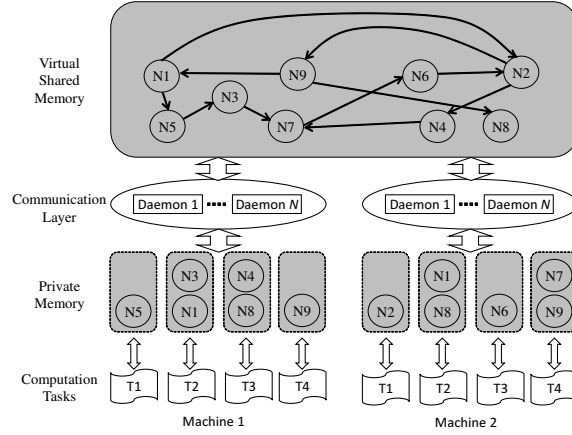 Virtual
Shared
Memory
N1
N9
N6
N2
N3
N5
N7
N4
N8
Communication
Layer
Daemon 1
Daemon N
Daemon 1
Daemon N
Private
Memory
N3
N4
N1
N7
N5
N1
N8
N9
N2
N8
N6
N9
Computation
Tasks
T1
T2
T3
T4
T1
T2
T3
T4
Machine 1
Machine 2